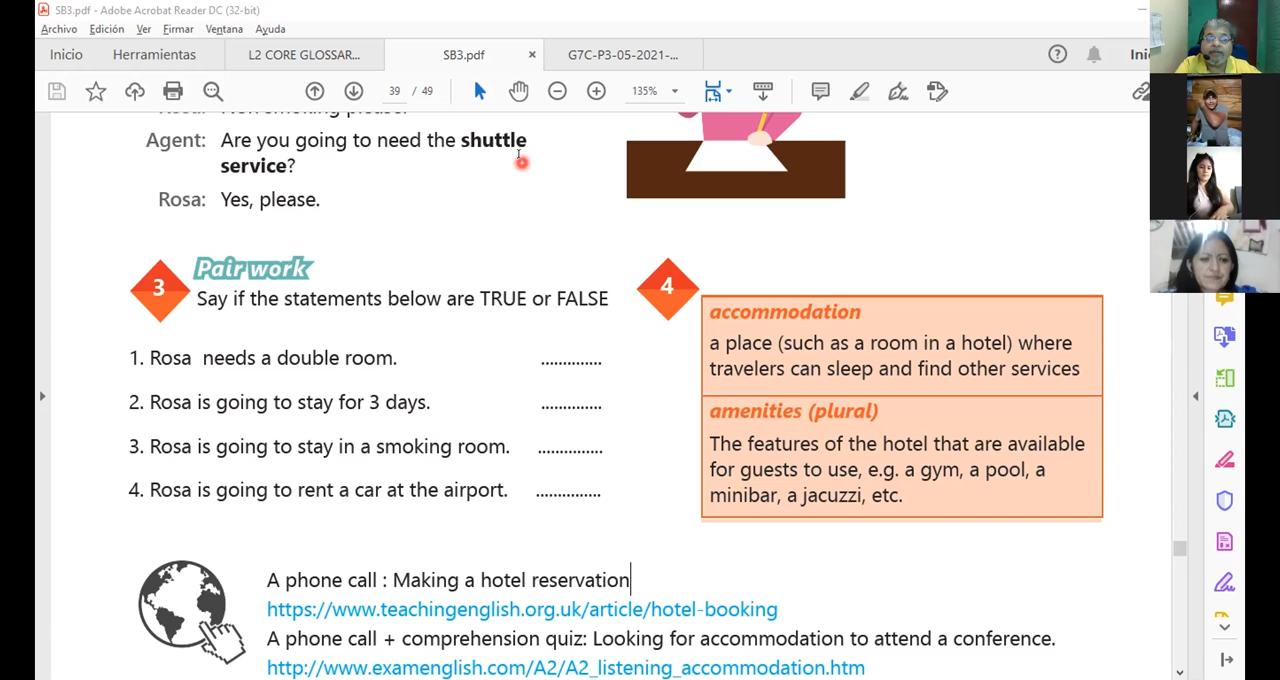 SB3.pdf - Adobe Acrobat Reader DC (32-bit)
Archivo Edición Ver Firmar Ventana Ayuda
Inicio Herramientas L2 CORE GLOSSAR... SB3.pdf × G7C-P3-05-2021-... Ini
39 / 49 135%
Agent: Are you going to need the shuttle
service?
Rosa: Yes, please.
3
Pair work
Say if the statements below are TRUE or FALSE
1. Rosa needs a double room. ..............
2. Rosa is going to stay for 3 days. ..............
3. Rosa is going to stay in a smoking room. ...............
4. Rosa is going to rent a car at the airport. ...............
4
accommodation
a place (such as a room in a hotel) where
travelers can sleep and find other services
amenities (plural)
The features of the hotel that are available
for guests to use, e.g. a gym, a pool, a
minibar, a jacuzzi, etc.
A phone call : Making a hotel reservation
https://www.teachingenglish.org.uk/article/hotel-booking
A phone call + comprehension quiz: Looking for accommodation to attend a conference.
http://www.examenglish.com/A2/A2_listening_accommodation.htm